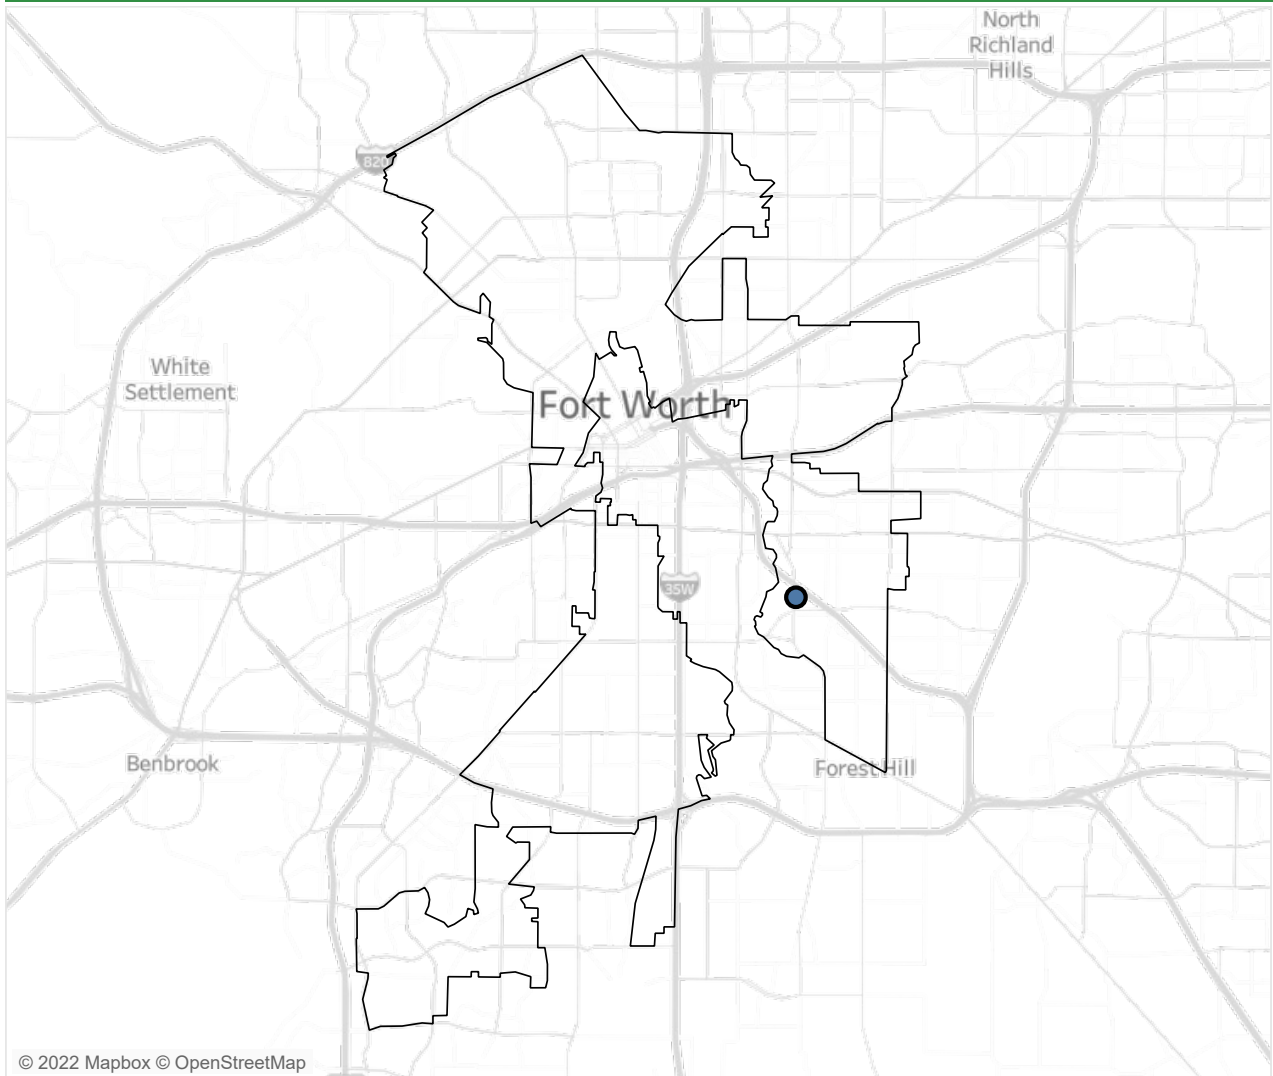 North
Richland
Hills
820
White
Settlement
Fort Worth
35W
Benbrook
Forest Hill
© 2022 Mapbox © OpenStreetMap